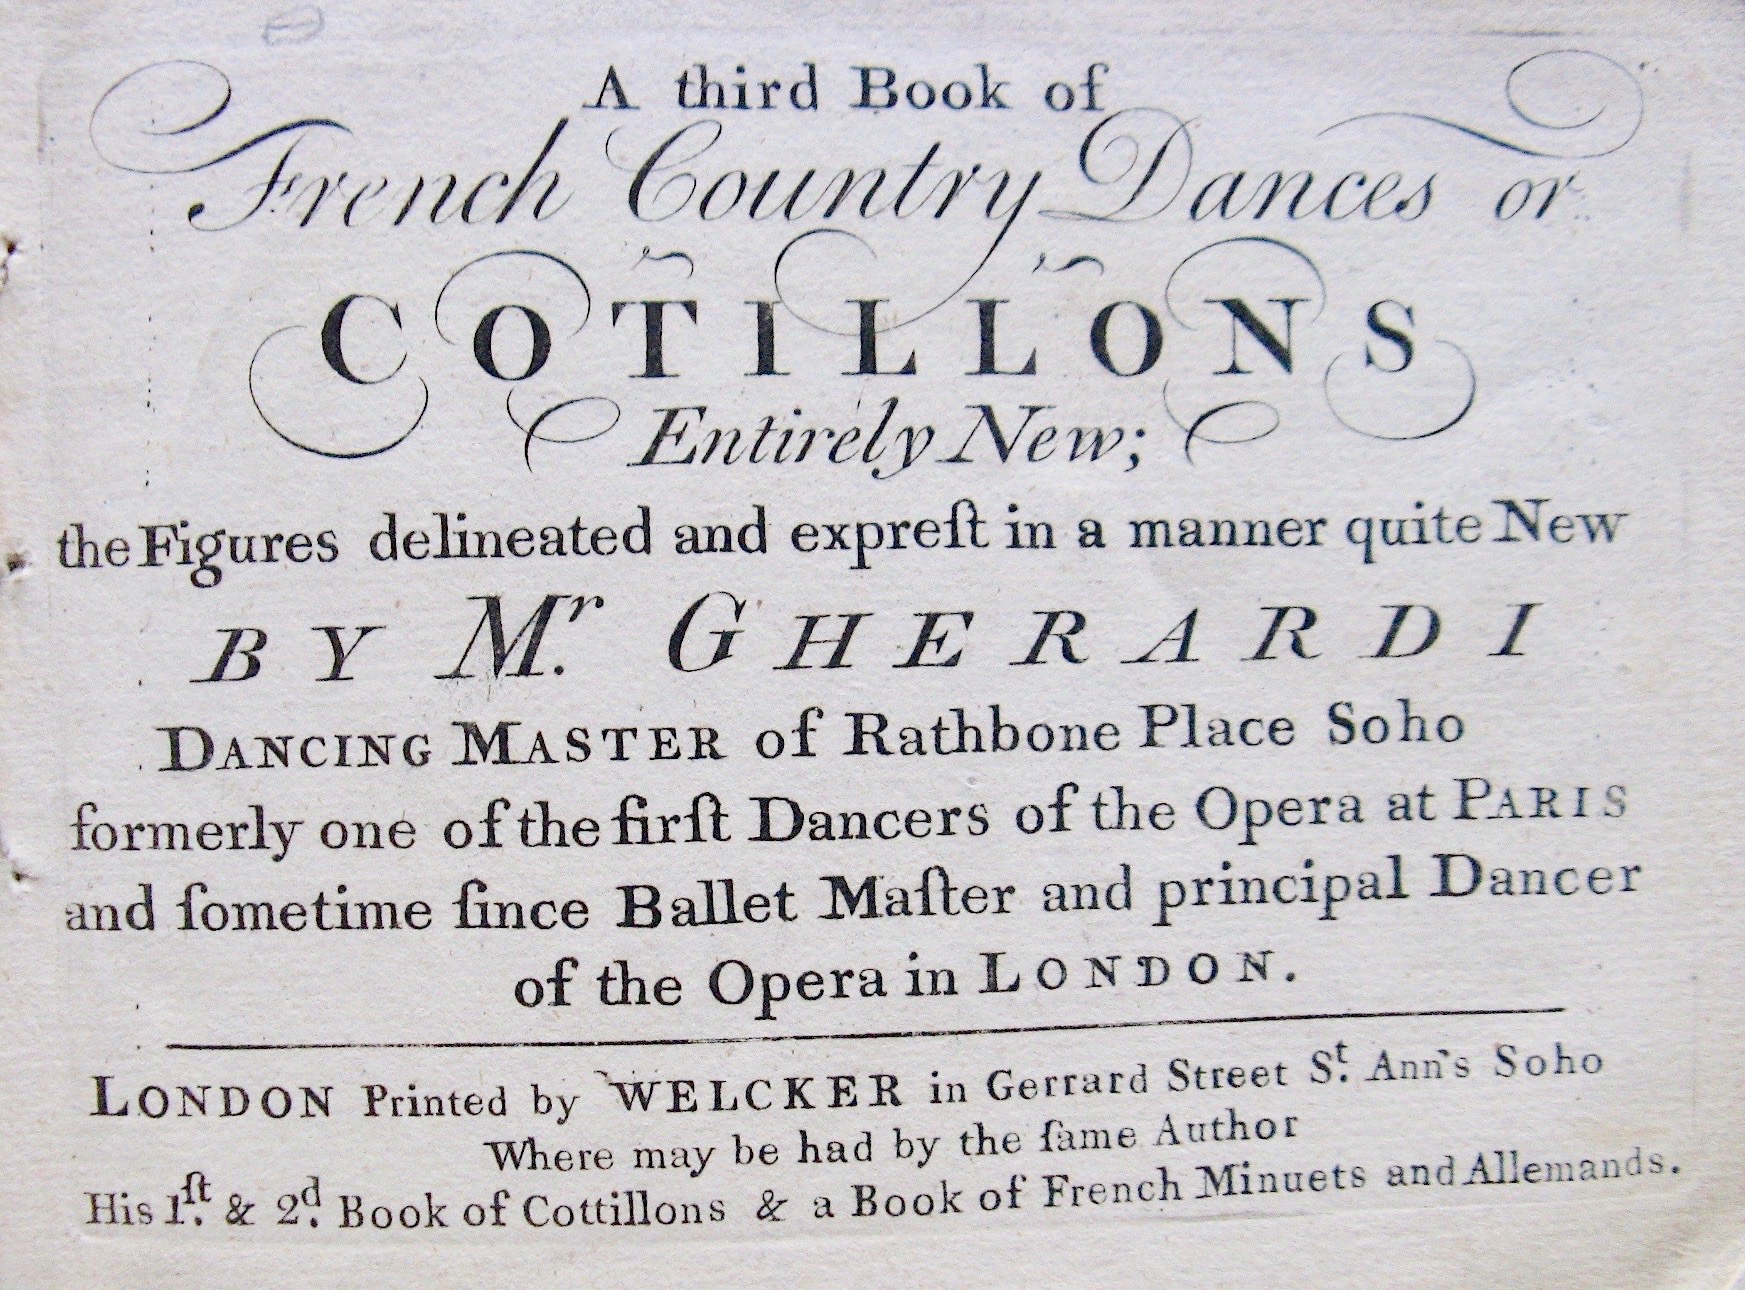 A third Book of
French Country Dances or
COTILLONS
Entirely New;
the Figures delineated and expreſt in a manner quite New
BY Mr. GHERARDI
DANCING MASTER of Rathbone Place Soho
formerly one of the firſt Dancers of the Opera at PARIS
and ſometime ſince Ballet Maſter and principal Dancer
of the Opera in LONDON.
LONDON Printed by WELCKER in Gerrard Street St. Ann's Soho
Where may be had by the ſame Author
His 1ſt. & 2d. Book of Cottillons & a Book of French Minuets and Allemands.